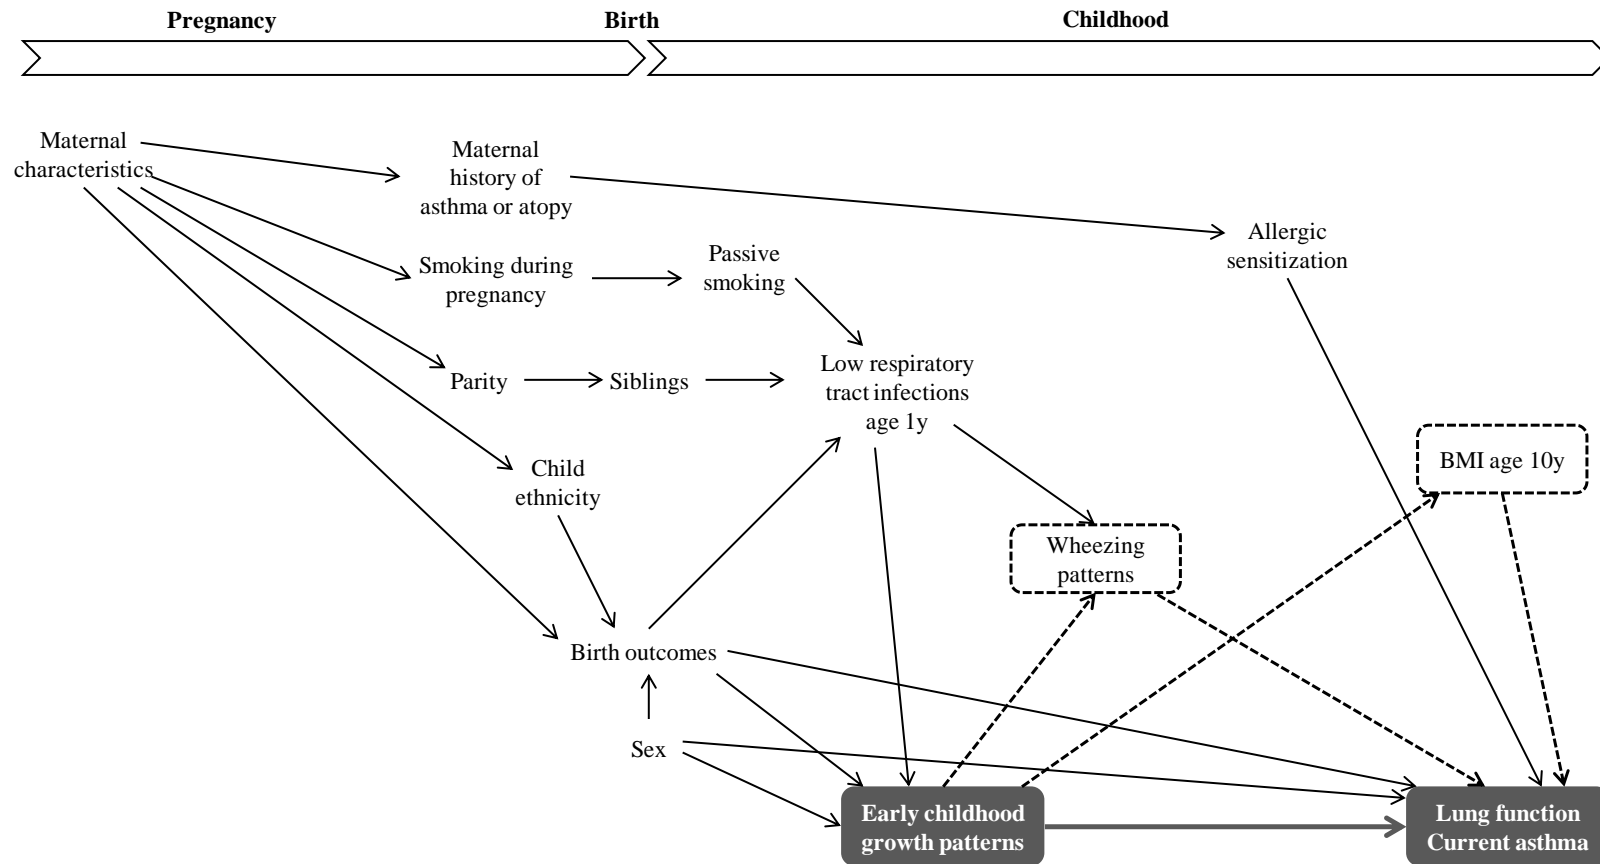 Pregnancy
Birth
Childhood
Maternal
characteristics
Maternal
history of
asthma or atopy
Allergic
sensitization
Smoking during
pregnancy
Passive
smoking
Parity
Siblings
Low respiratory
tract infections
age 1y
Child
ethnicity
BMI age 10y
Wheezing
patterns
Birth outcomes
Sex
Early childhood
growth patterns
Lung function
Current asthma